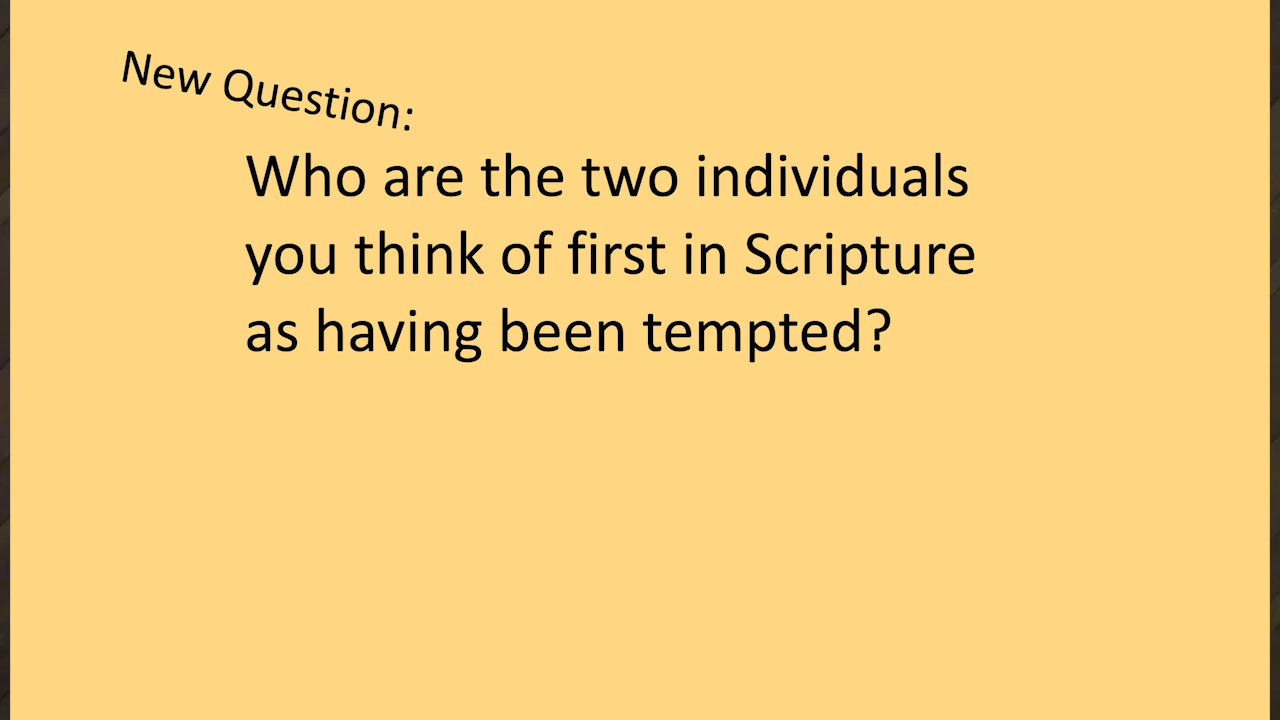 New Question:
Who are the two individuals
you think of first in Scripture
as having been tempted?